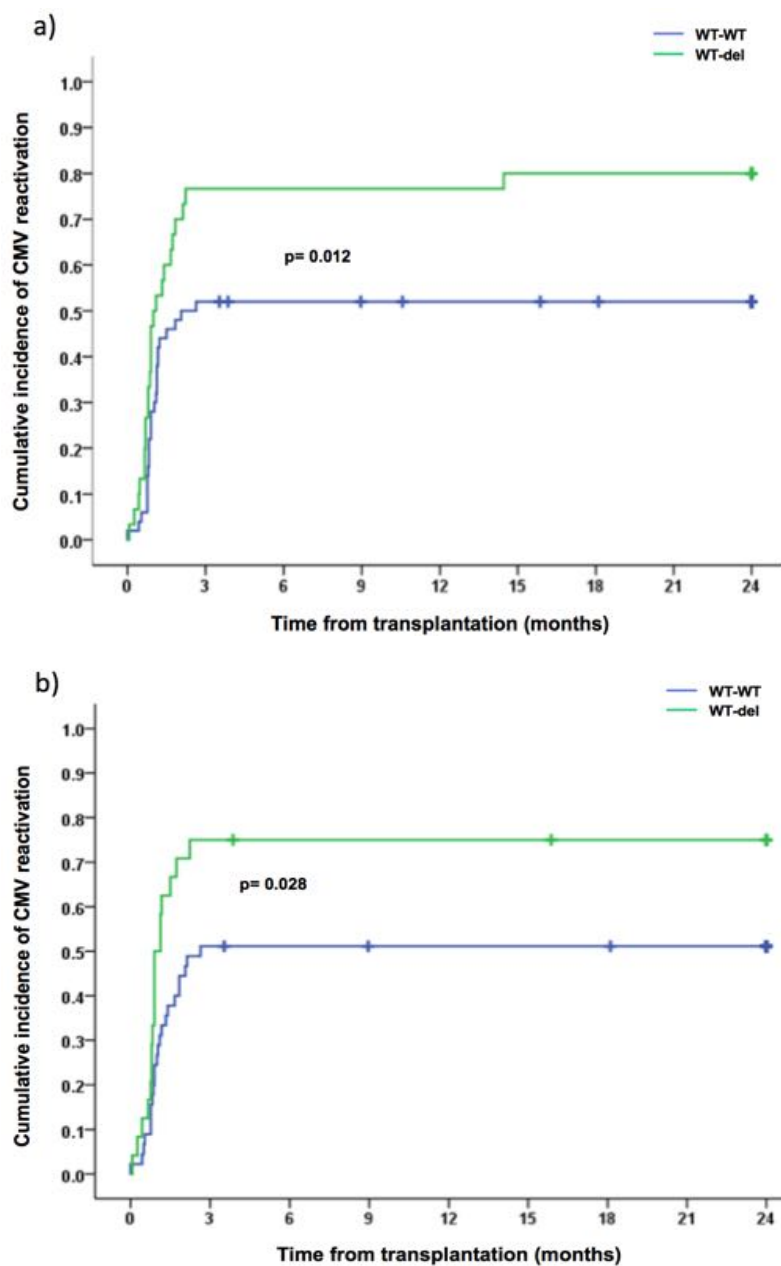 a)
WT-WT
WT-del
Cumulative incidence of CMV reactivation
1.0
0.9
0.8
0.7
0.6
0.5
0.4
0.3
0.2
0.1
0.0
p= 0.012
0 3 6 9 12 15 18 21 24
Time from transplantation (months)
b)
WT-WT
WT-del
Cumulative incidence of CMV reactivation
1.0
0.9
0.8
0.7
0.6
0.5
0.4
0.3
0.2
0.1
0.0
p= 0.028
0 3 6 9 12 15 18 21 24
Time from transplantation (months)